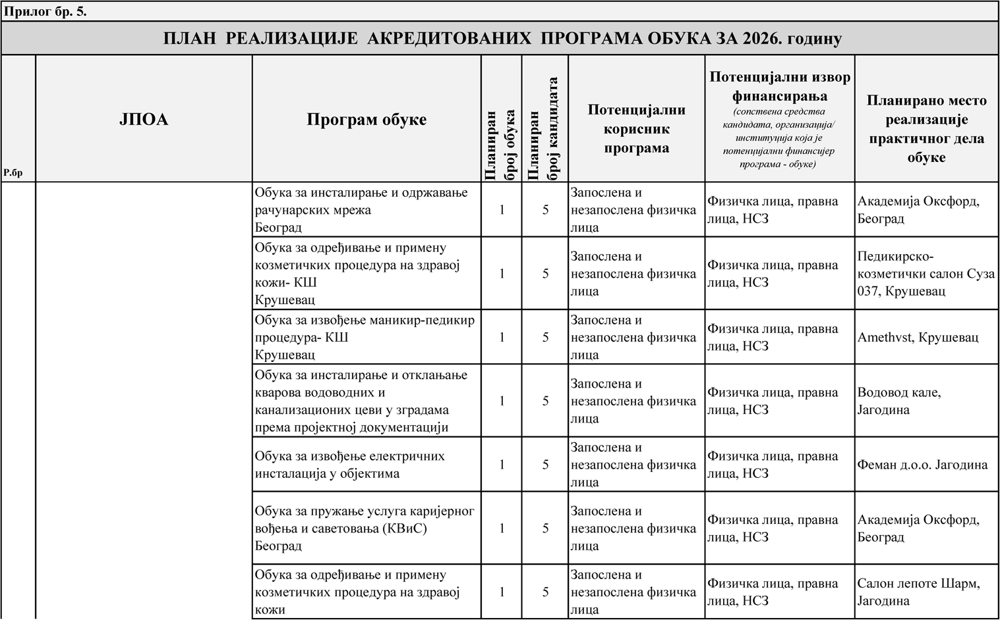 Прилог бр. 5.
ПЛАН РЕАЛИЗАЦИЈЕ АКРЕДИТОВАНИХ ПРОГРАМА ОБУКА ЗА 2026. годину
Р.бр
ЈПОА
Програм обуке
Планиран
број обука
Планиран
број кандидата
Потенцијални
корисник
програма
Потенцијални извор
финансирања
(сопствена средства
кандидата, организација/
институција која је
потенцијални финансијер
програма - обуке)
Планирано место
реализације
практичног дела
обуке
Обука за инсталирање и одржавање
рачунарских мрежа
Београд
1
5
Запослена и
незапослена физичка
лица
Физичка лица, правна
лица, НСЗ
Академија Оксфорд,
Београд
Обука за одређивање и примену
козметичких процедура на здравој
кожи- КШ
Крушевац
1
5
Запослена и
незапослена физичка
лица
Физичка лица, правна
лица, НСЗ
Педикирско-
козметички салон Суза
037, Крушевац
Обука за извођење маникир-педикир
процедура- КШ
Крушевац
1
5
Запослена и
незапослена физичка
лица
Физичка лица, правна
лица, НСЗ
Amethvst, Крушевац
Обука за инсталирање и отклањање
кварова водоводних и
канализационих цеви у зградама
према пројектној документацији
1
5
Запослена и
незапослена физичка
лица
Физичка лица, правна
лица, НСЗ
Водовод кале,
Јагодина
Обука за извођење електричних
инсталација у објектима
1
5
Запослена и
незапослена физичка
лица
Физичка лица, правна
лица, НСЗ
Феман д.о.о. Јагодина
Обука за пружање услуга каријерног
вођења и саветовања (КВиС)
Београд
1
5
Запослена и
незапослена физичка
лица
Физичка лица, правна
лица, НСЗ
Академија Оксфорд,
Београд
Обука за одређивање и примену
козметичких процедура на здравој
кожи
1
5
Запослена и
незапослена физичка
лица
Физичка лица, правна
лица, НСЗ
Салон лепоте Шарм,
Јагодина